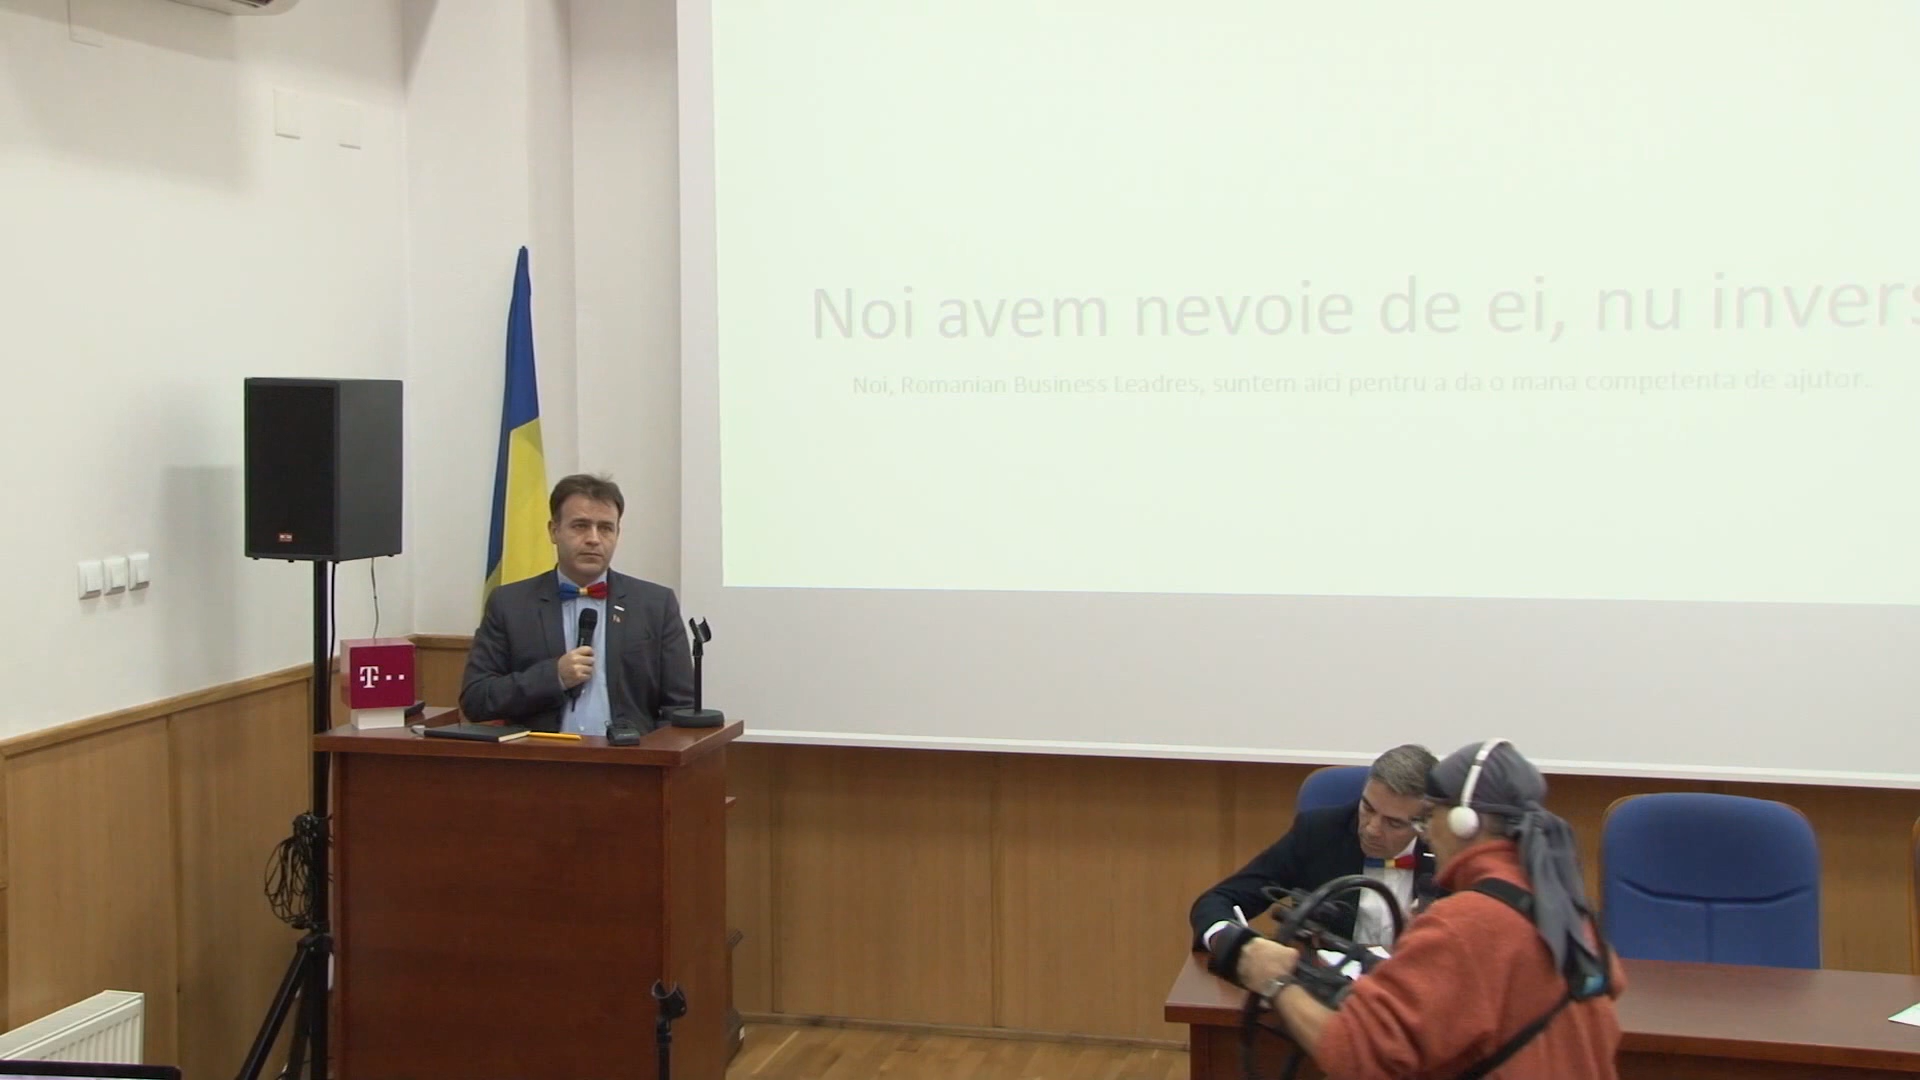 Noi avem nevoie de ei, nu invers
Noi, Romanian Business Leadres, suntem aici pentru a da o mana competenta de ajutor.
T